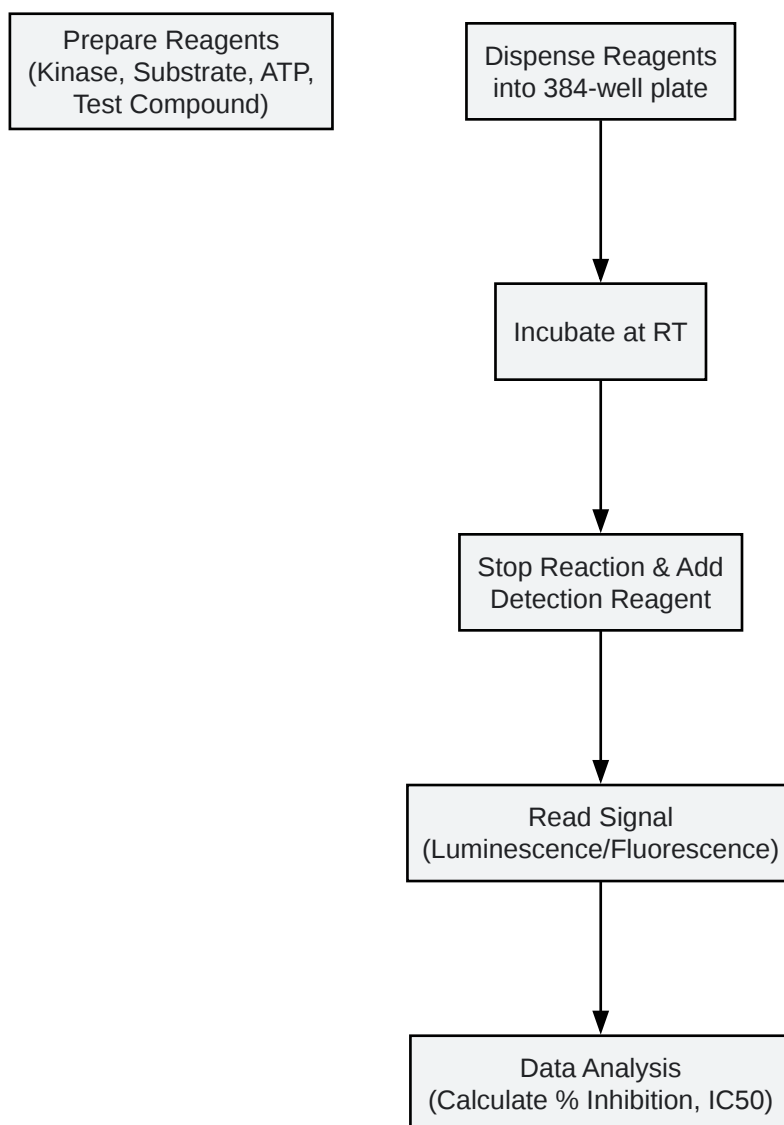 Prepare Reagents
(Kinase, Substrate, ATP,
Test Compound)
Dispense Reagents
into 384-well plate
Incubate at RT
Stop Reaction & Add
Detection Reagent
Read Signal
(Luminescence/Fluorescence)
Data Analysis
(Calculate % Inhibition, IC50)